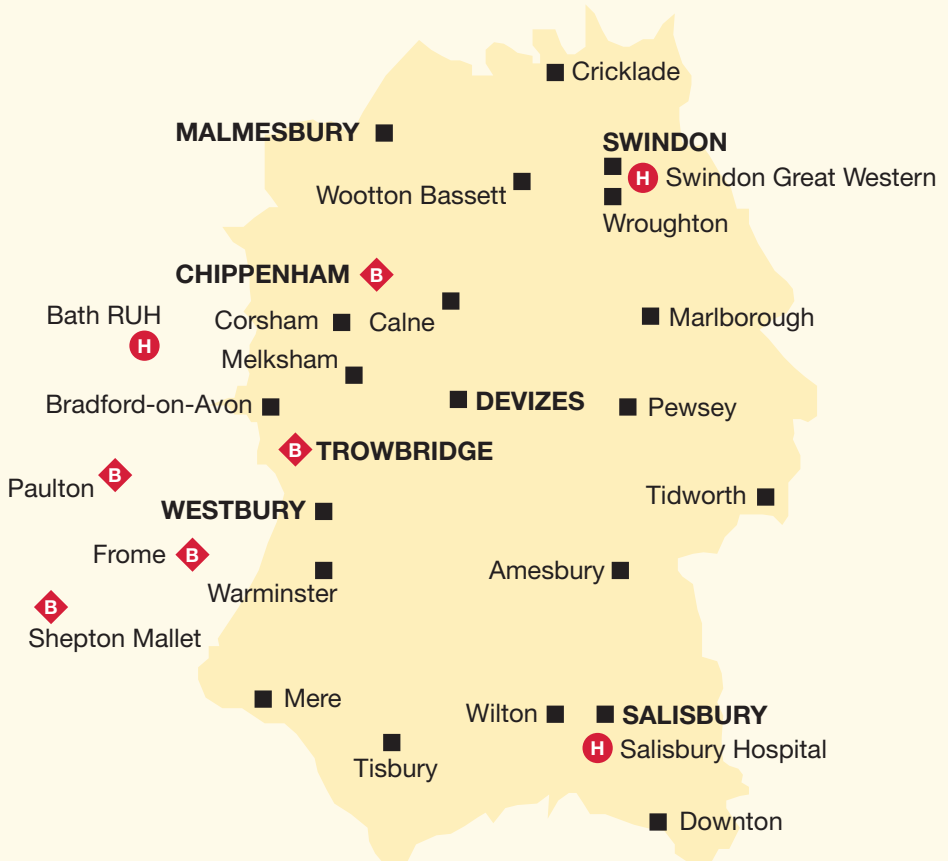 Cricklade
MALMESBURY
SWINDON
H Swindon Great Western
Wootton Bassett
Wroughton
CHIPPENHAM B
Bath RUH
H
Corsham
Calne
Marlborough
Melksham
Bradford-on-Avon
DEVIZES
Pewsey
B TROWBRIDGE
Paulton B
Tidworth
WESTBURY
Frome B
Amesbury
Warminster
B
Shepton Mallet
Mere
Wilton
SALISBURY
H Salisbury Hospital
Tisbury
Downton